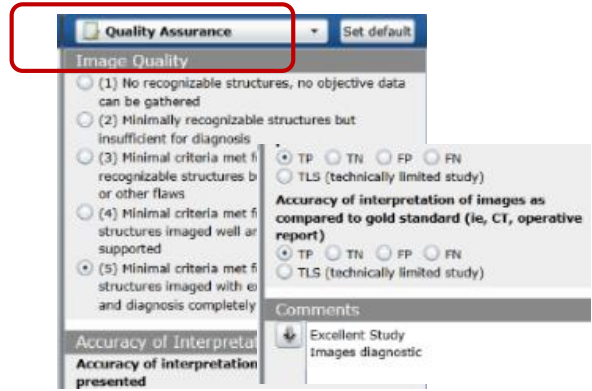 Quality Assurance
Set default
Image Quality
(1) No recognizable structures, no objective data
can be gathered
(2) Minimally recognizable structures but
insufficient for diagnosis
(3) Minimal criteria met f
recognizable structures b
or other flaws
(4) Minimal criteria met f
structures imaged well ar
supported
(5) Minimal criteria met f
structures imaged with e
and diagnosis completely
Accuracy of Interpretat
Accuracy of interpretation
presented
TP TN FP FN
TLS (technically limited study)
Accuracy of interpretation of images as
compared to gold standard (ie, CT, operative
report)
TP TN FP FN
TLS (technically limited study)
Comments
Excellent Study
Images diagnostic